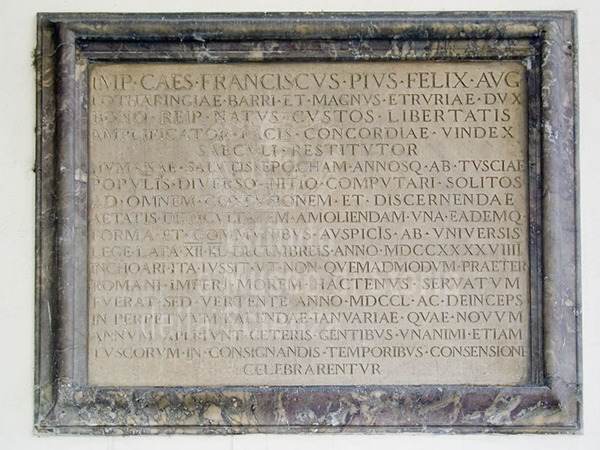 IMP · CAES · FRANCISCVS · PIVS · FELIX · AVG
LOTHARINGIAE · BARRI · ET · MAGNVS · ETRVRIAE · DVX
BONO · REIP · NATVS · CVSTOS · LIBERTATIS
AMPLIFICATOR · PACIS · CONCORDIAE · VINDEX
SAECVLI · RESTITVTOR
HVMANAE · SALVTIS · EPOCHAM · ANNOSQ · AB · TVSCIAE
POPVLIS · DIVERSO · INITIO · COMPVTARI · SOLITOS
AD · OMNEM · CONFVSIONEM · ET · DISCERNENDAE
AETATIS · DIFFICVLTATEM · AMOLIENDAM · VNA · EADEMQ
FORMA · ET · COMMVNIBVS · AVSPICIS · AB · VNIVERSIS
LEGE · LATA · XII · KL · DECEMBREIS · ANNO · MDCCXXXXVIIII
INCHOARI · ITA · IVSSIT · VT · NON · QVEMADMODVM · PRAETER
ROMANI · IMPERI · MOREM · HACTENVS · SERVATVM
FVERAT · SED · VERTENTE · ANNO · MDCCL · AC · DEINCEPS
IN · PERPETVVM · KALENDAE · IANVARIAE · QVAE · NOVVM
ANNVM · APERIVNT · CETERIS · GENTIBVS · VNANIMI · ETIAM
TVSCORVM · IN · CONSIGNANDIS · TEMPORIBVS · CONSENSIONE
CELEBRARENTVR